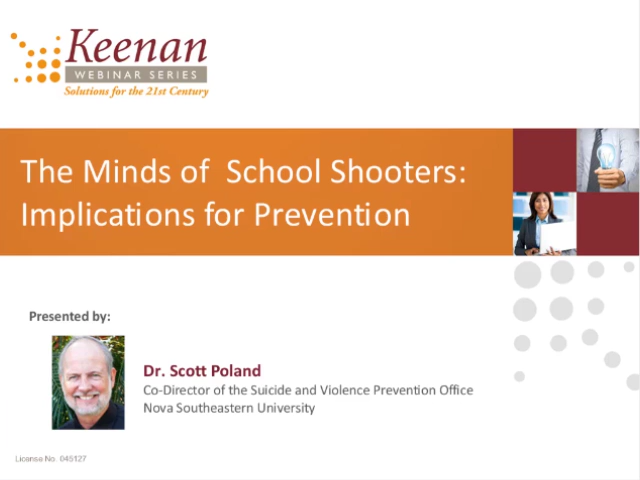 Keenan
WEBINAR SERIES
Solutions for the 21st Century
The Minds of  School Shooters:
Implications for Prevention
Presented by:
Dr. Scott Poland
Co-Director of the Suicide and Violence Prevention Office
Nova Southeastern University
License No. 045127